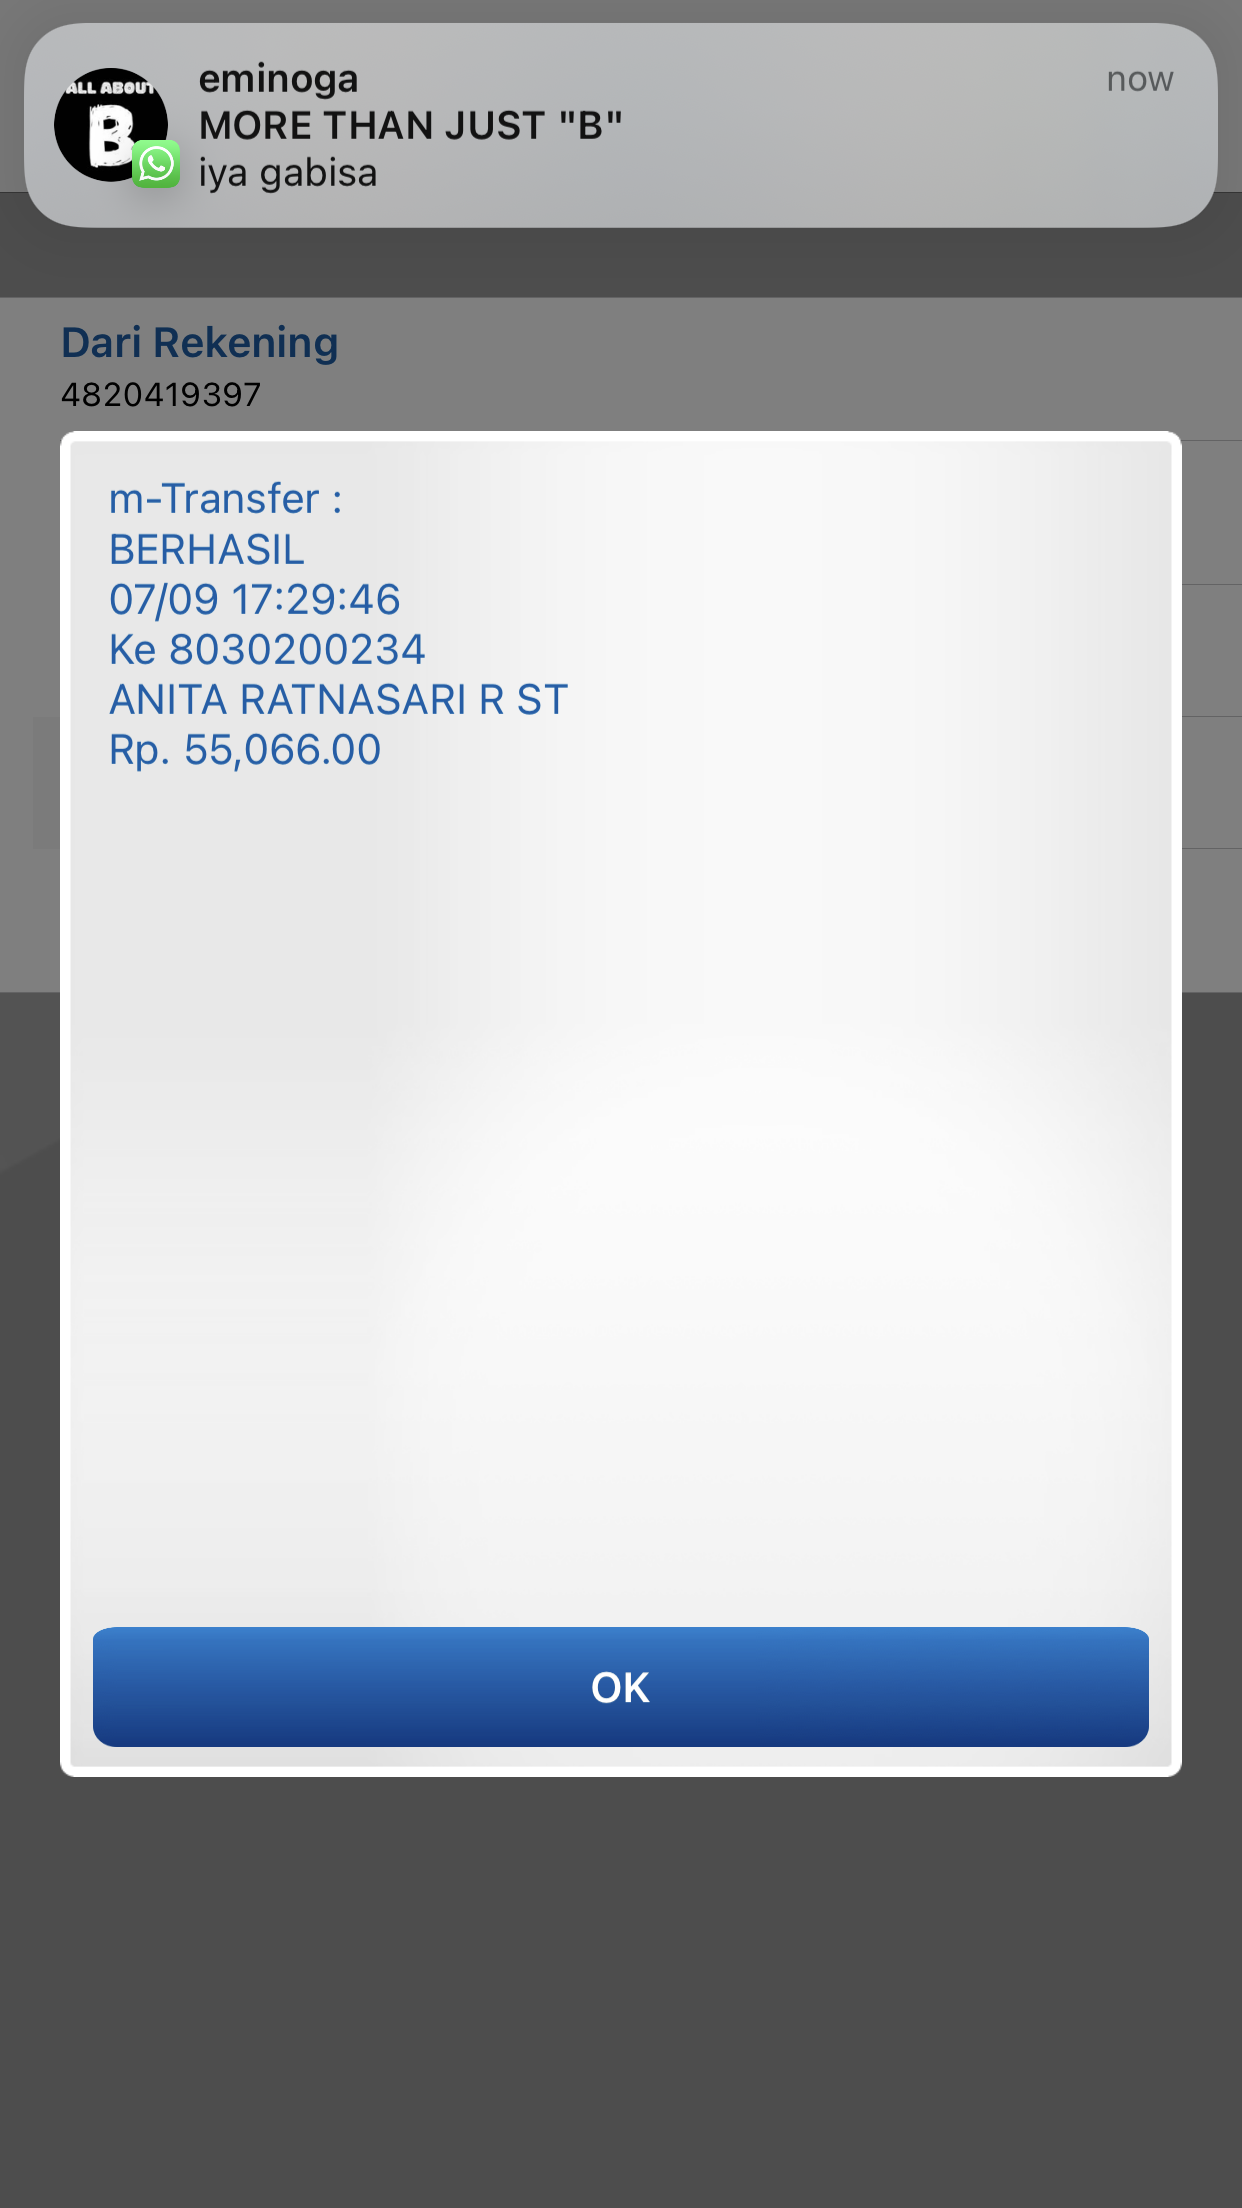 ALL ABOUT
B
eminoga
now
MORE THAN JUST "B"
iya gabisa
Dari Rekening
4820419397
m-Transfer :
BERHASIL
07/09 17:29:46
Ke 8030200234
ANITA RATNASARI R ST
Rp. 55,066.00
OK